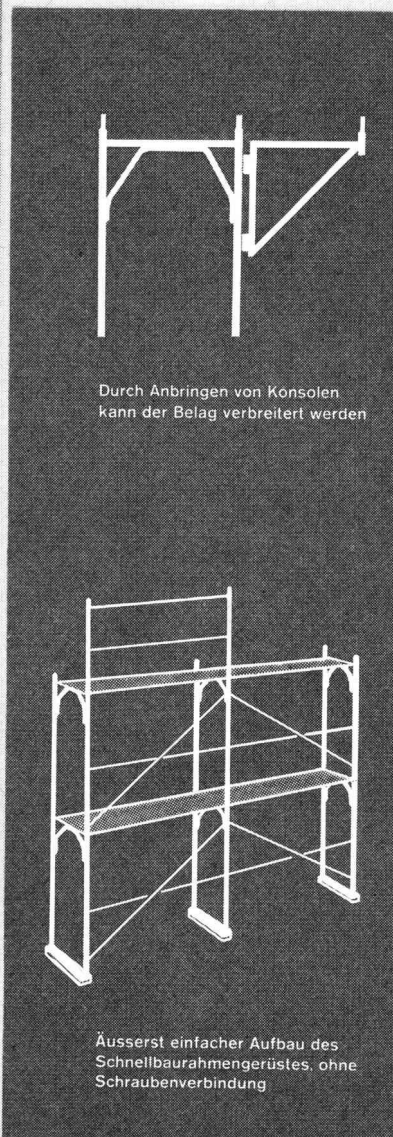 Durch Anbringen von Konsolen
kann der Belag verbreitert werden
Äusserst einfacher Aufbau des
Schnellbaurahmengerüstes, ohne
Schraubenverbindung